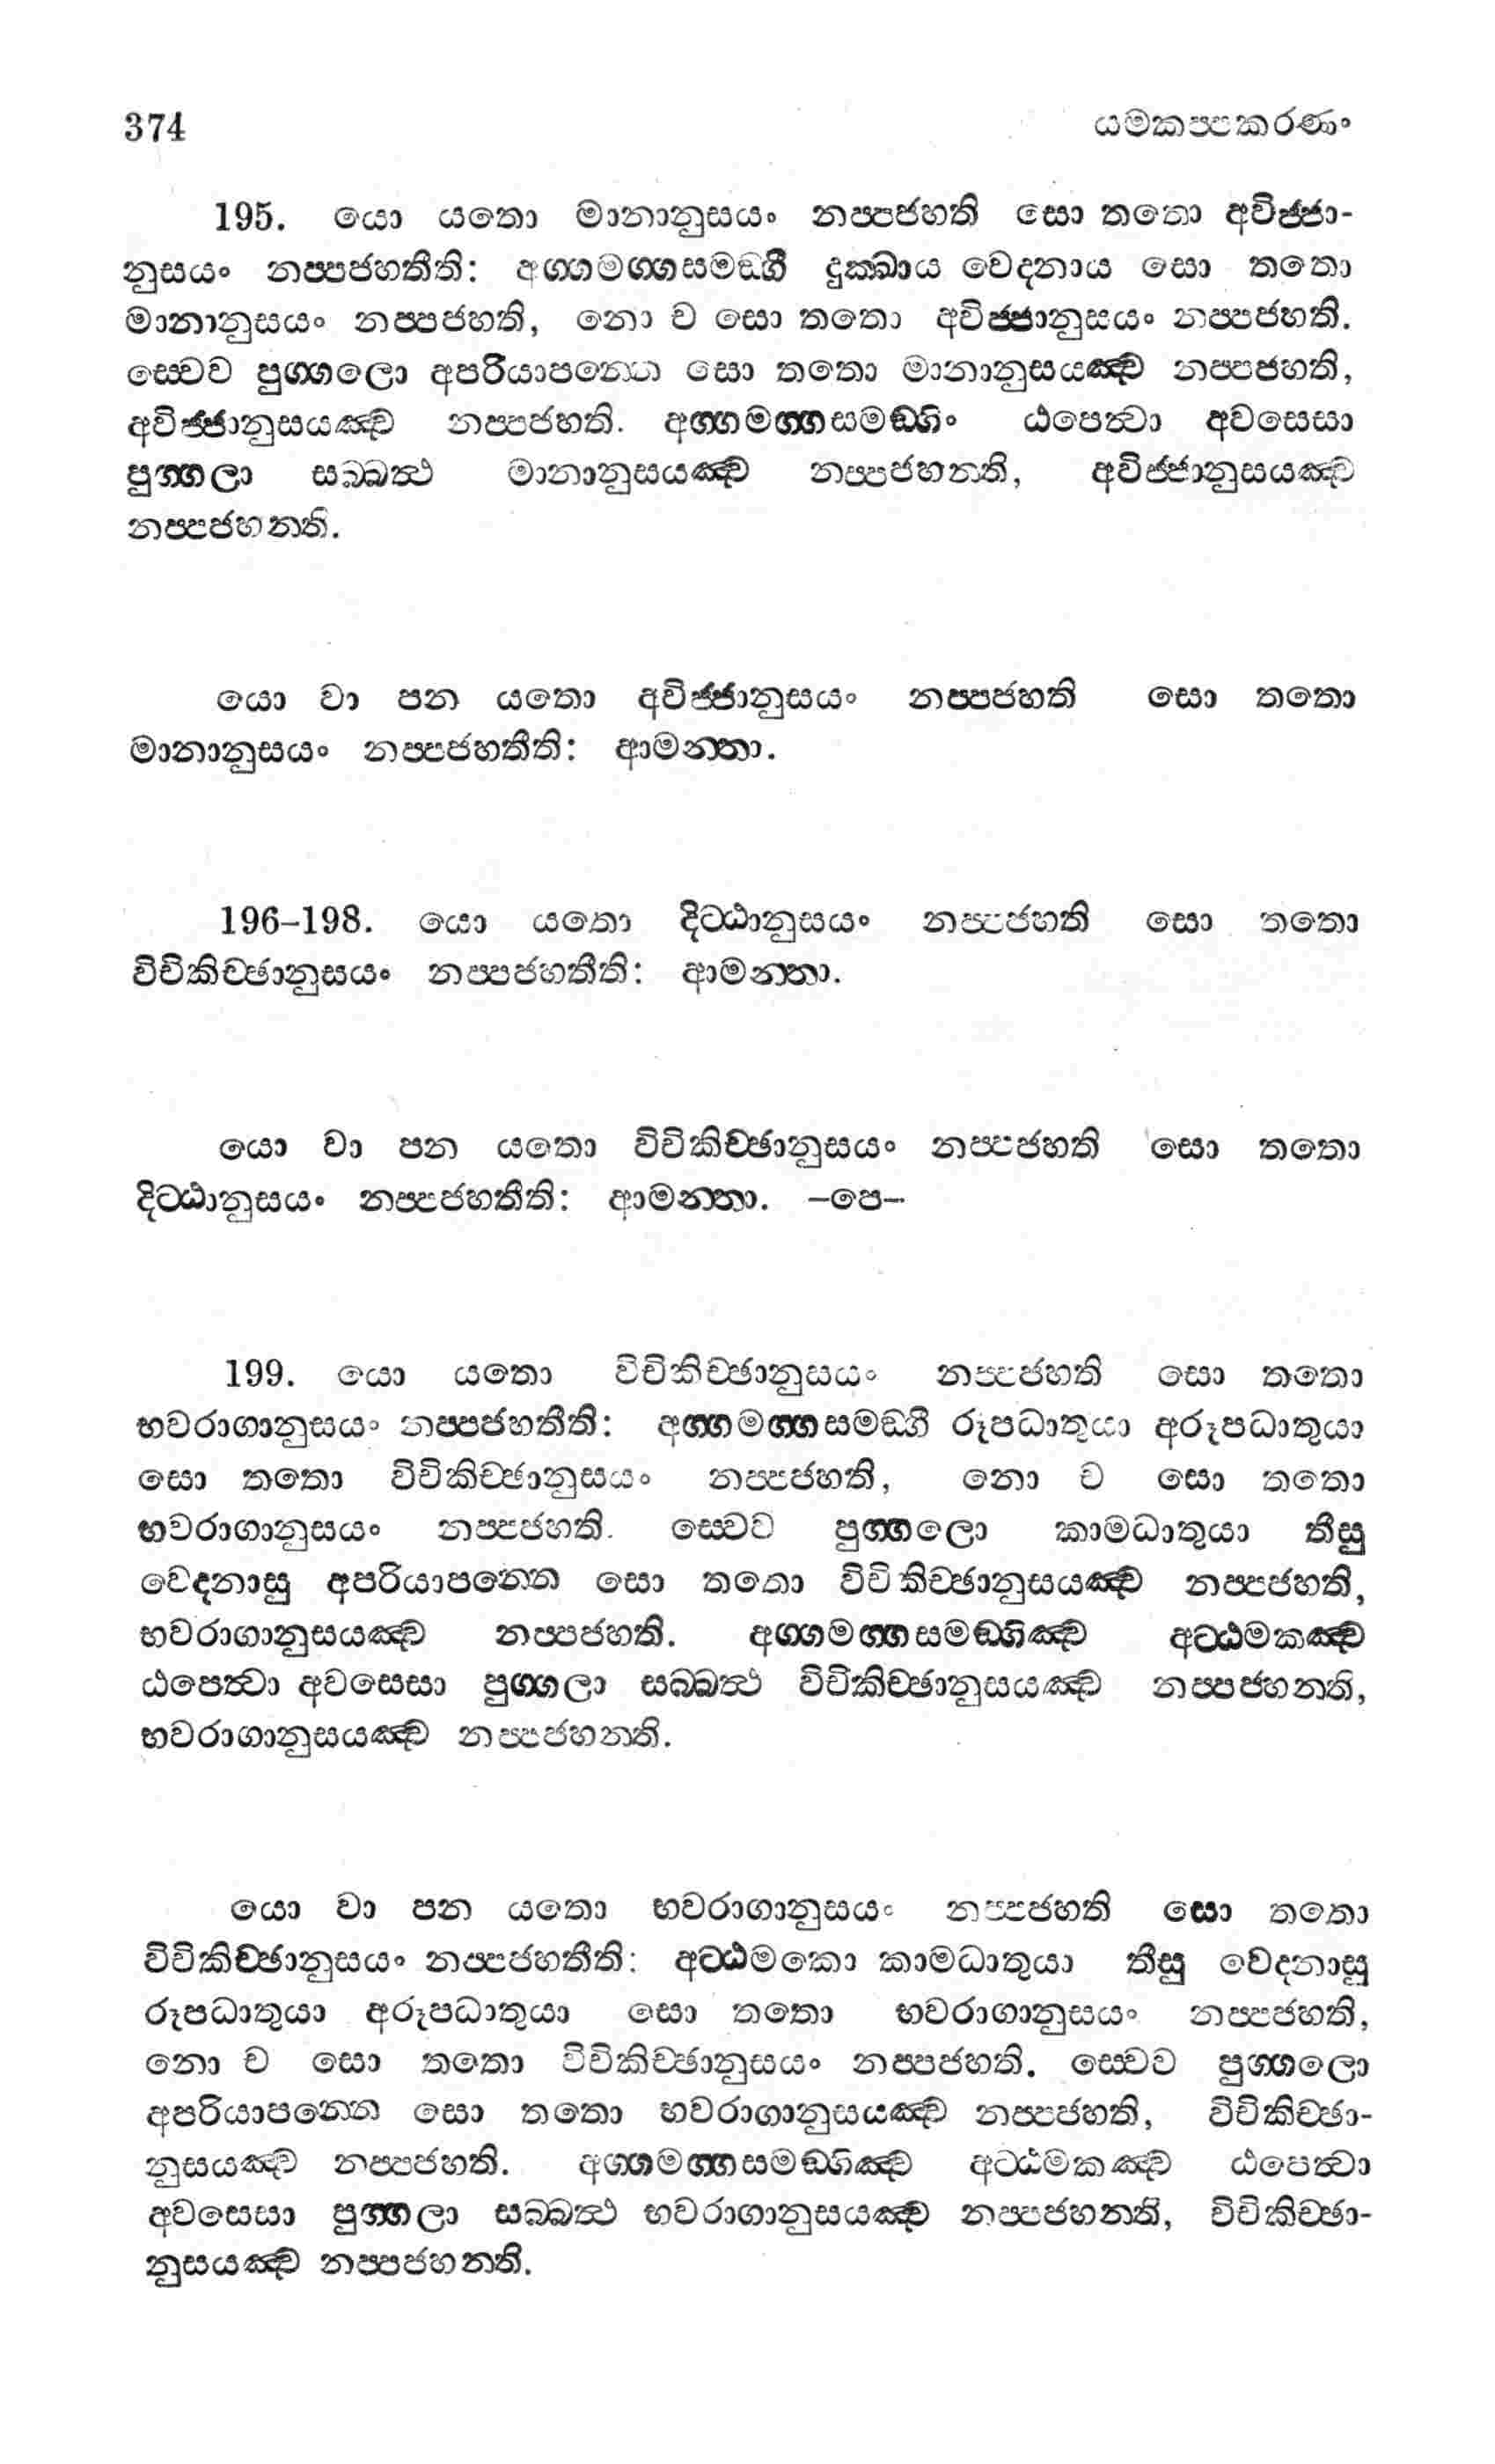 374 යමකප්පකරණං
195. යො යතො මානානුසයං නප්පජහති සො තතො අවිජ්ජා-
නුසයං නප්පජහතීති: අග්ගමග්ගසමඞ්ගී දුක්ඛාය වෙදනාය සො තතො
මානානුසයං නප්පජහති, නො ච සො තතො අවිජ්ජානුසයං නප්පජහති.
ස්වෙව පුග්ගලො අපරියාපන්නෙ සො තතො මානානුසයඤ්ච නප්පජහති,
අවිජ්ජානුසයඤ්ච නප්පජහති. අග්ගමග්ගසමඞ්ගිං ඨපෙත්වා අවසෙසා
පුග්ගලා සබ්බත්ථ මානානුසයඤ්ච නප්පජහන්ති, අවිජ්ජානුසයඤ්ච
නප්පජහන්ති.
යො වා පන යතො අවිජ්ජානුසයං නප්පජහති සො තතො
මානානුසයං නප්පජහතීති: ආමන්තා.
196–198. යො යතො දිට්ඨානුසයං නප්පජහති සො තතො
විචිකිච්ඡානුසයං නප්පජහතීති: ආමන්තා.
යො වා පන යතො විචිකිච්ඡානුසයං නප්පජහති සො තතො
දිට්ඨානුසයං නප්පජහතීති: ආමන්තා. –පෙ–
199. යො යතො විචිකිච්ඡානුසයං නප්පජහති සො තතො
භවරාගානුසයං නප්පජහතීති: අග්ගමග්ගසමඞ්ගී රූපධාතුයා අරූපධාතුයා
සො තතො විචිකිච්ඡානුසයං නප්පජහති, නො ච සො තතො
භවරාගානුසයං නප්පජහති. ස්වෙව පුග්ගලො කාමධාතුයා තීසු
වෙදනාසු අපරියාපන්නෙ සො තතො විචිකිච්ඡානුසයඤ්ච නප්පජහති,
භවරාගානුසයඤ්ච නප්පජහති. අග්ගමග්ගසමඞ්ගිඤ්ච අට්ඨමකඤ්ච
ඨපෙත්වා අවසෙසා පුග්ගලා සබ්බත්ථ විචිකිච්ඡානුසයඤ්ච නප්පජහන්ති,
භවරාගානුසයඤ්ච නප්පජහන්ති.
යො වා පන යතො භවරාගානුසයං නප්පජහති සො තතො
විචිකිච්ඡානුසයං නප්පජහතීති: අට්ඨමකො කාමධාතුයා තීසු වෙදනාසු
රූපධාතුයා අරූපධාතුයා සො තතො භවරාගානුසයං නප්පජහති,
නො ච සො තතො විචිකිච්ඡානුසයං නප්පජහති. ස්වෙව පුග්ගලො
අපරියාපන්නෙ සො තතො භවරාගානුසයඤ්ච නප්පජහති, විචිකිච්ඡා-
නුසයඤ්ච නප්පජහති. අග්ගමග්ගසමඞ්ගිඤ්ච අට්ඨමකඤ්ච ඨපෙත්වා
අවසෙසා පුග්ගලා සබ්බත්ථ භවරාගානුසයඤ්ච නප්පජහන්ති, විචිකිච්ඡා-
නුසයඤ්ච නප්පජහන්ති.